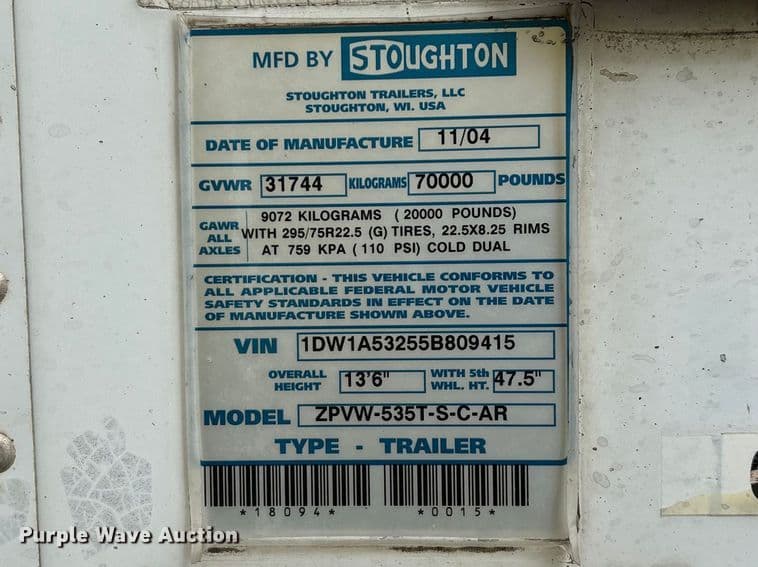 MFD BY STOUGHTON
STOUGHTON TRAILERS, LLC
STOUGHTON, WI. USA
DATE OF MANUFACTURE 11/04
GVWR 31744 KILOGRAMS 70000 POUNDS
GAWR ALL AXLES
9072 KILOGRAMS ( 20000 POUNDS)
WITH 295/75R22.5 (G) TIRES, 22.5X8.25 RIMS
AT 759 KPA ( 110 PSI) COLD DUAL
CERTIFICATION - THIS VEHICLE CONFORMS TO
ALL APPLICABLE FEDERAL MOTOR VEHICLE
SAFETY STANDARDS IN EFFECT ON THE DATE
OF MANUFACTURE SHOWN ABOVE.
VIN 1DW1A53255B809415
OVERALL HEIGHT 13'6" WITH 5th WHL. HT. 47.5"
MODEL ZPVW-535T-S-C-AR
TYPE - TRAILER
*18094* *0015*
Purple Wave Auction